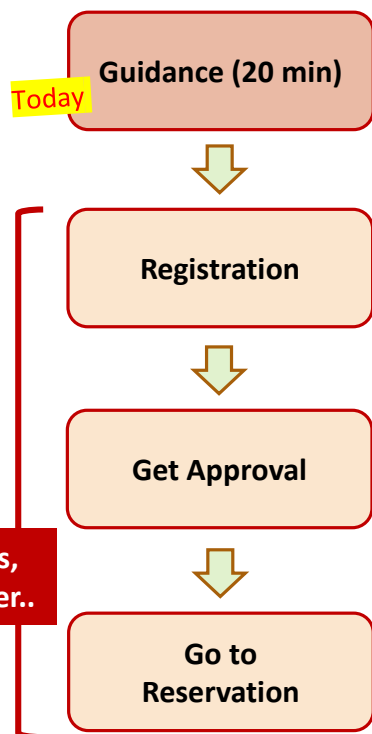 Guidance (20 min)
Today
Registration
Get Approval
Go to
Reservation